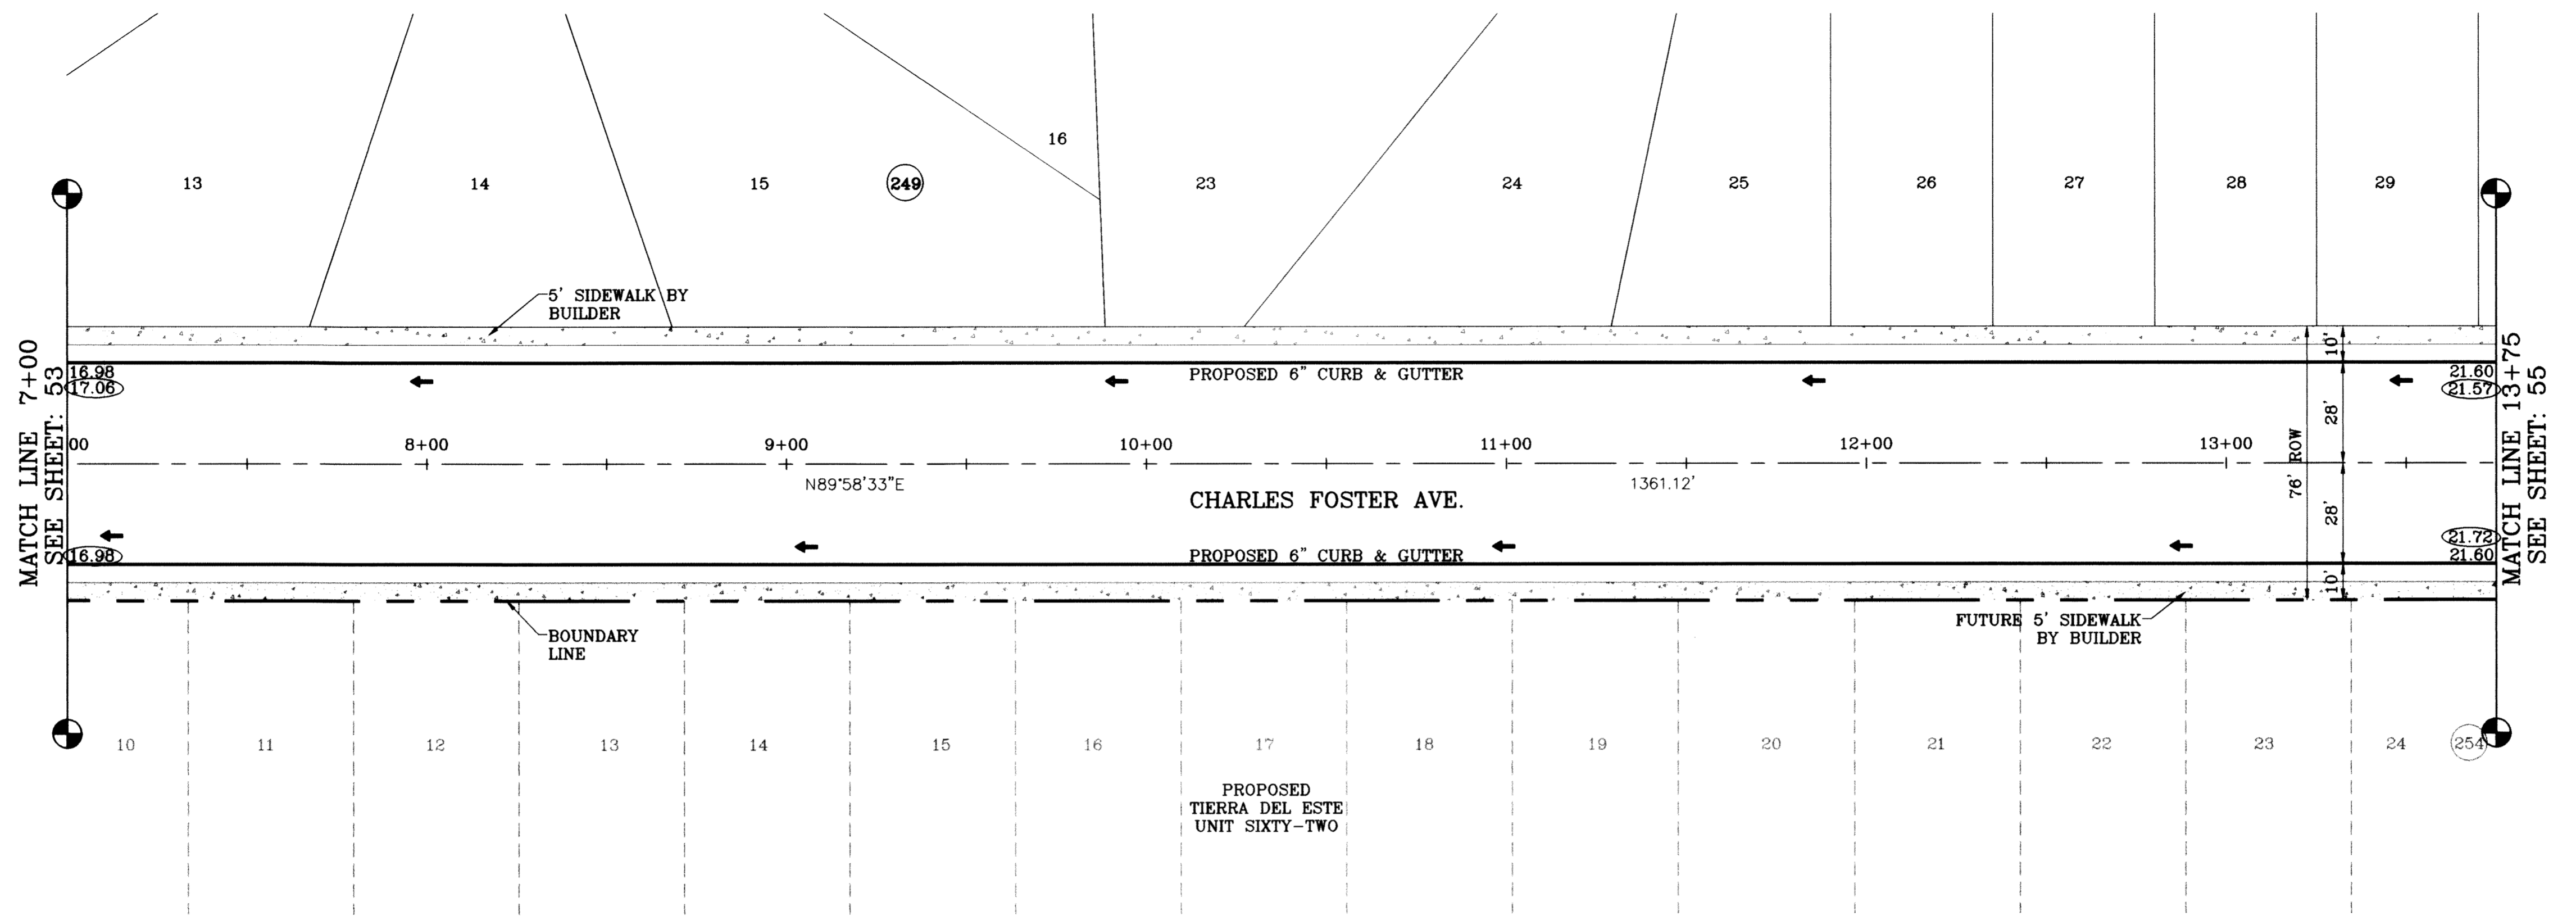 16
13
14
15
249
23
24
25
26
27
28
29
5' SIDEWALK BY
BUILDER
MATCH LINE 7+00
SEE SHEET: 53
16.98
17.06
PROPOSED 6" CURB & GUTTER
21.60
21.57
10'
28'
MATCH LINE 13+75
SEE SHEET: 55
00
8+00
9+00
10+00
11+00
12+00
13+00
76' ROW
N89°58'33"E
CHARLES FOSTER AVE.
1361.12'
28'
16.98
PROPOSED 6" CURB & GUTTER
21.72
21.60
10'
BOUNDARY
LINE
FUTURE 5' SIDEWALK
BY BUILDER
10
11
12
13
14
15
16
17
18
19
20
21
22
23
24
254
PROPOSED
TIERRA DEL ESTE
UNIT SIXTY-TWO